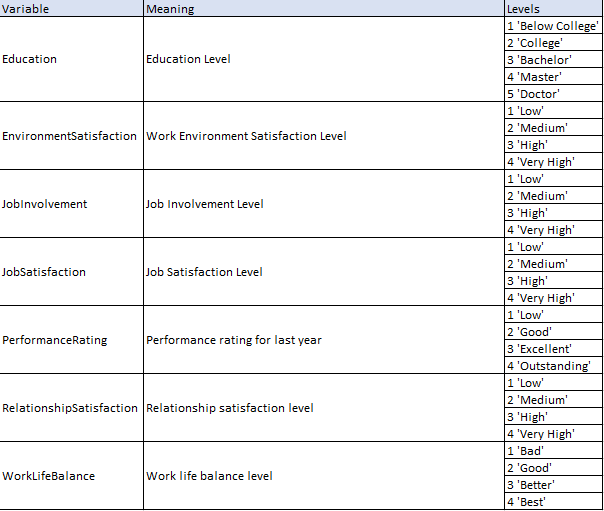 Variable Meaning Levels
Education Education Level 1 'Below College'
2 'College'
3 'Bachelor'
4 'Master'
5 'Doctor'
EnvironmentSatisfaction Work Environment Satisfaction Level 1 'Low'
2 'Medium'
3 'High'
4 'Very High'
JobInvolvement Job Involvement Level 1 'Low'
2 'Medium'
3 'High'
4 'Very High'
JobSatisfaction Job Satisfaction Level 1 'Low'
2 'Medium'
3 'High'
4 'Very High'
PerformanceRating Performance rating for last year 1 'Low'
2 'Good'
3 'Excellent'
4 'Outstanding'
RelationshipSatisfaction Relationship satisfaction level 1 'Low'
2 'Medium'
3 'High'
4 'Very High'
WorkLifeBalance Work life balance level 1 'Bad'
2 'Good'
3 'Better'
4 'Best'